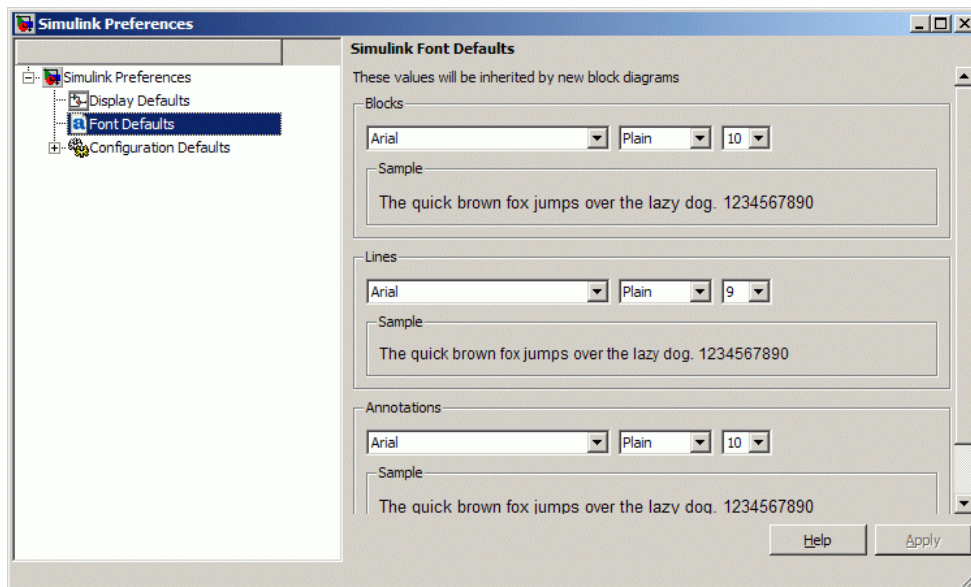 Simulink Preferences
Simulink Preferences
Display Defaults
Font Defaults
Configuration Defaults
Simulink Font Defaults
These values will be inherited by new block diagrams
Blocks
Arial Plain 10
Sample
The quick brown fox jumps over the lazy dog. 1234567890
Lines
Arial Plain 9
Sample
The quick brown fox jumps over the lazy dog. 1234567890
Annotations
Arial Plain 10
Sample
The quick brown fox jumps over the lazy dog. 1234567890
Help Apply